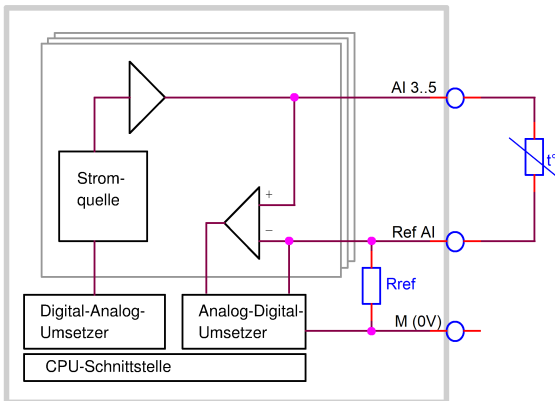 AI 3..5
t°
Strom-
quelle
+
−
Ref AI
Rref
Digital-Analog-
Umsetzer
Analog-Digital-
Umsetzer
M (0V)
CPU-Schnittstelle